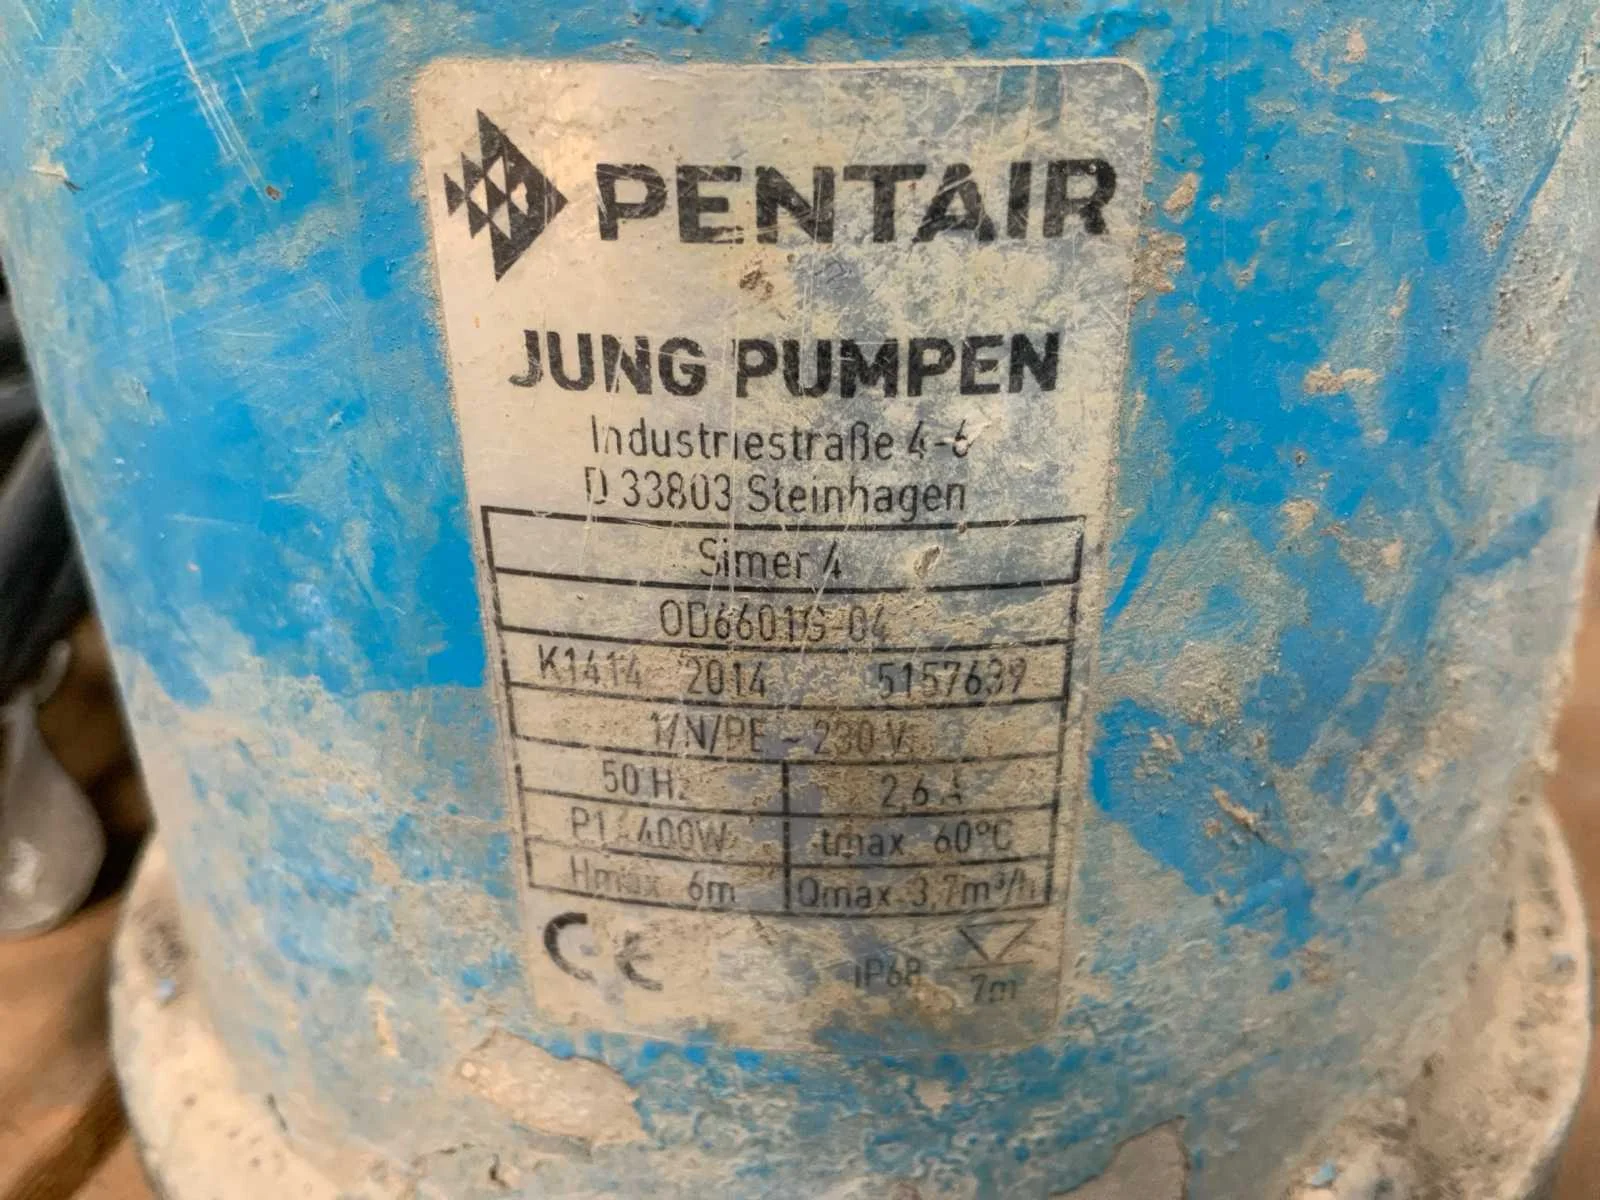 PENTAIR
JUNG PUMPEN
Industriestraße 4-6
D 33803 Steinhagen
Simer 4
OD6601G-04
K1414 2014 5157639
1/N/PE ~ 230 V
50 Hz 2,6 A
P1 400W tmax 60°C
Hmax 6m Qmax 3,7m³/h
CE IP68 7m